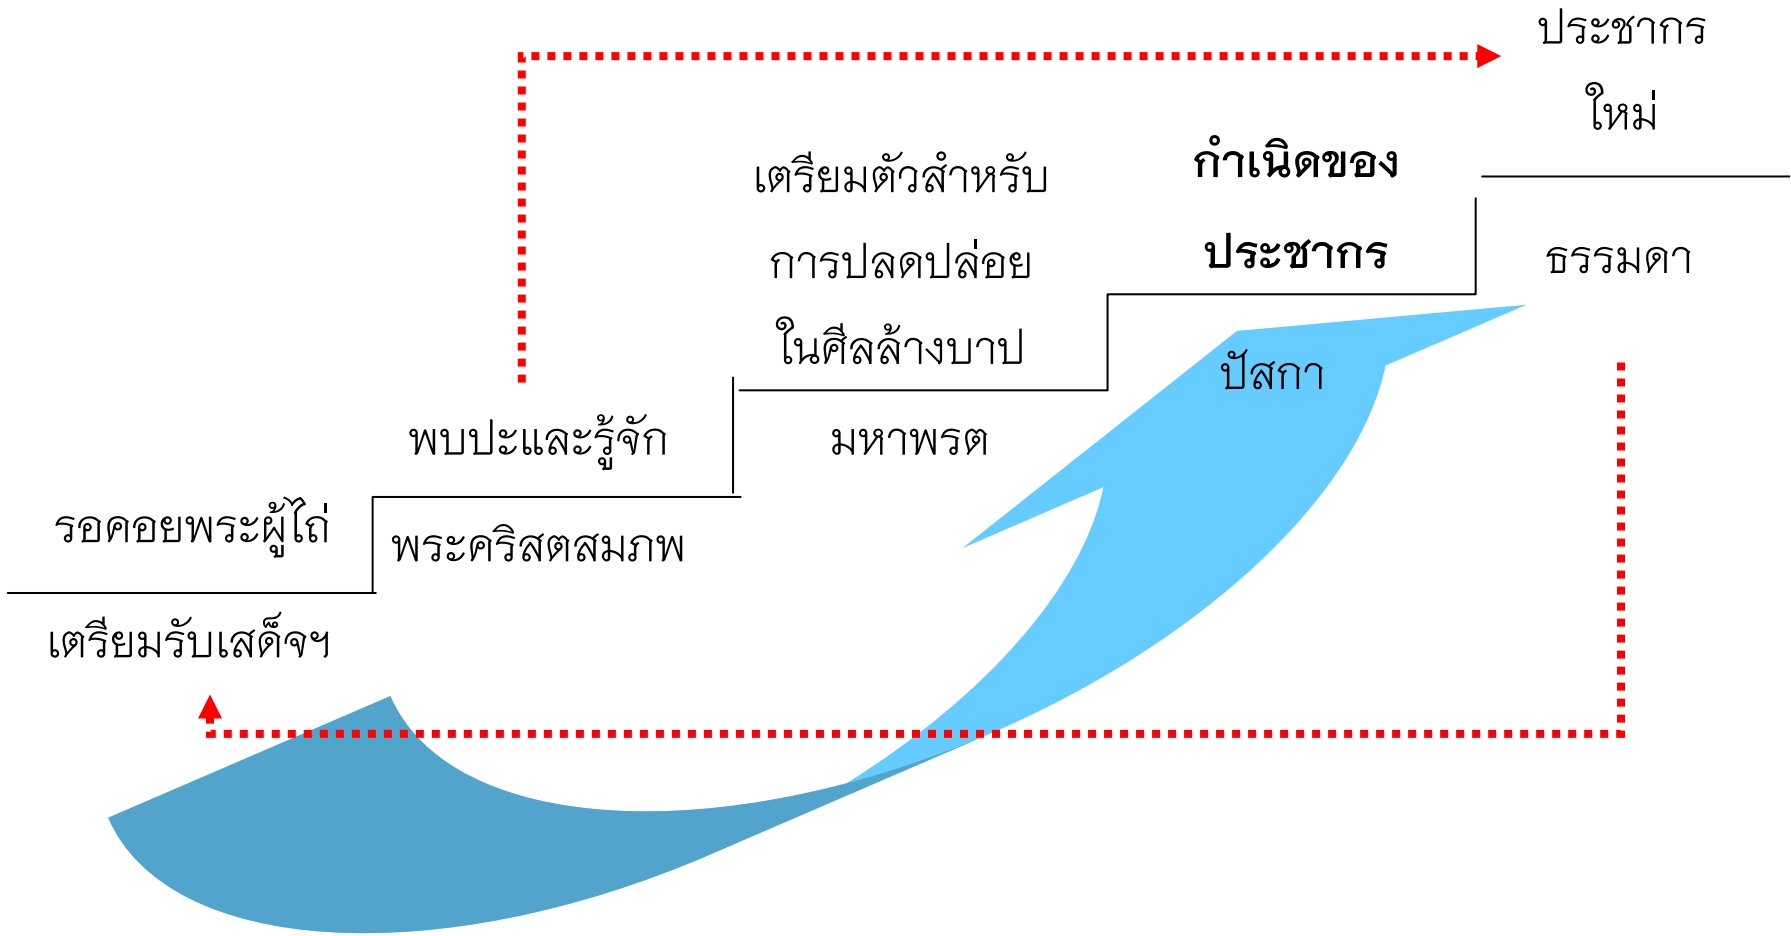 รอคอยพระผู้ไถ่
เตรียมรับเสด็จฯ
พบปะและรู้จัก
พระคริสตสมภพ
เตรียมตัวสำหรับ
การปลดปล่อย
ในศีลล้างบาป
มหาพรต
กำเนิดของ
ประชากร
ปัสกา
ประชากร
ใหม่
ธรรมดา